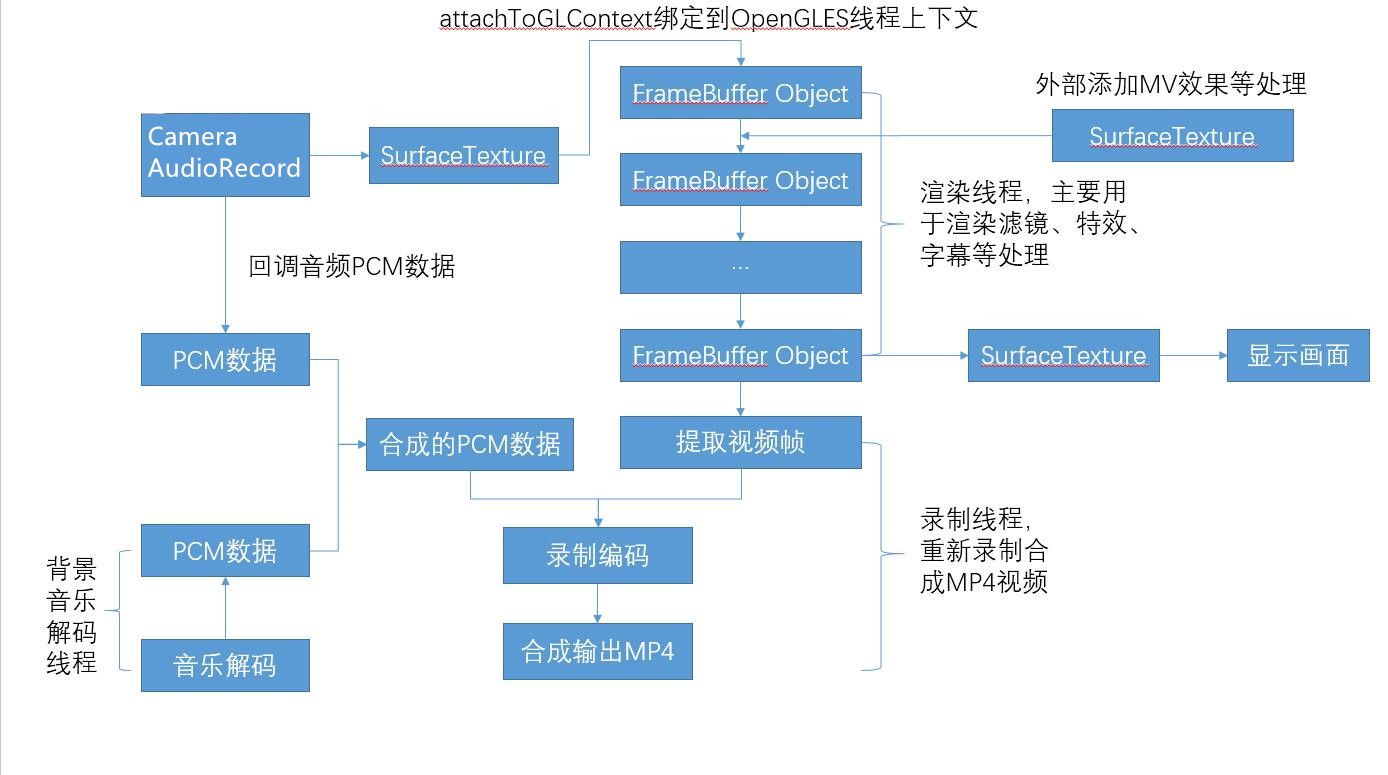 attachToGLContext绑定到OpenGLES线程上下文
FrameBuffer Object
外部添加MV效果等处理
Camera
AudioRecord
SurfaceTexture
SurfaceTexture
FrameBuffer Object
渲染线程，主要用
于渲染滤镜、特效、
字幕等处理
回调音频PCM数据
...
PCM数据
FrameBuffer Object
SurfaceTexture
显示画面
合成的PCM数据
提取视频帧
录制线程，
重新录制合
成MP4视频
PCM数据
录制编码
背景
音乐
解码
线程
音乐解码
合成输出MP4